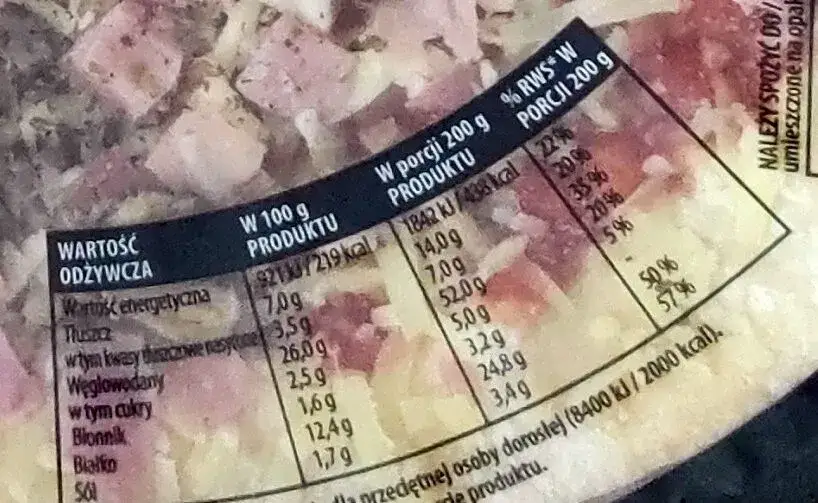 WARTOŚĆ ODŻYWCZA W 100 g PRODUKTU W porcji 200 g PRODUKTU % RWS* W PORCJI 200 g
Wartość energetyczna 921 kJ / 219 kcal 1842 kJ / 438 kcal 22%
Tłuszcz 7,0 g 14,0 g 20%
w tym kwasy tłuszczowe nasycone 3,5 g 7,0 g 35%
Węglowodany 26,0 g 52,0 g 20%
w tym cukry 2,5 g 5,0 g 5%
Błonnik 1,6 g 3,2 g -
Białko 12,4 g 24,8 g 50%
Sól 1,7 g 3,4 g 57%
dla przeciętnej osoby dorosłej (8400 kJ / 2000 kcal).
produktu.
NALEŻY SPOŻYĆ DO /
umieszczone na opak